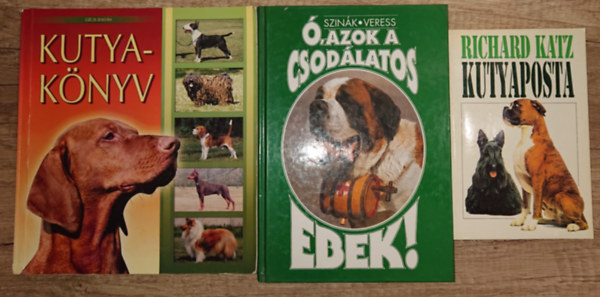 KUTYA-
KÖNYV
SZINÁK•VERESS
Ó, AZOK A
CSODÁLATOS
EBEK!
RICHARD KATZ
KUTYAPOSTA